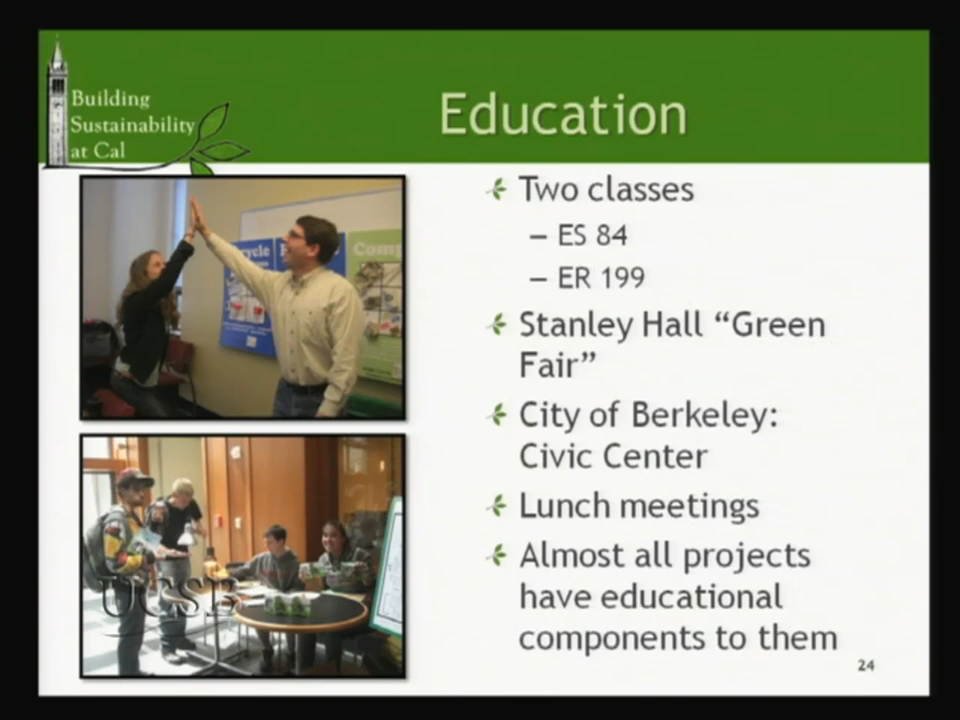 Building
Sustainability
at Cal
Education
Two classes
– ES 84
– ER 199
Stanley Hall “Green
Fair”
City of Berkeley:
Civic Center
Lunch meetings
Almost all projects
have educational
components to them
24
UCSB